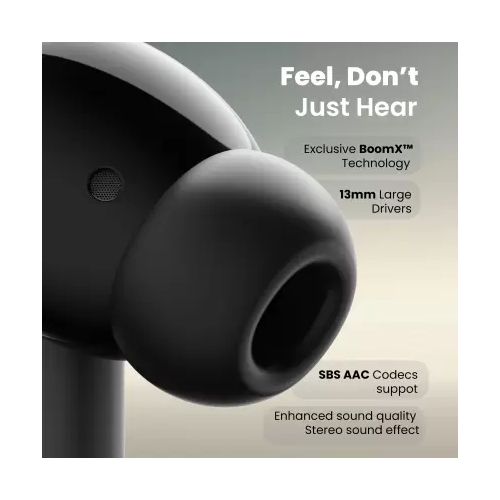 Feel, Don't
Just Hear
Exclusive BoomX™
Technology
13mm Large
Drivers
SBS AAC Codecs
suppot
Enhanced sound quality
Stereo sound effect